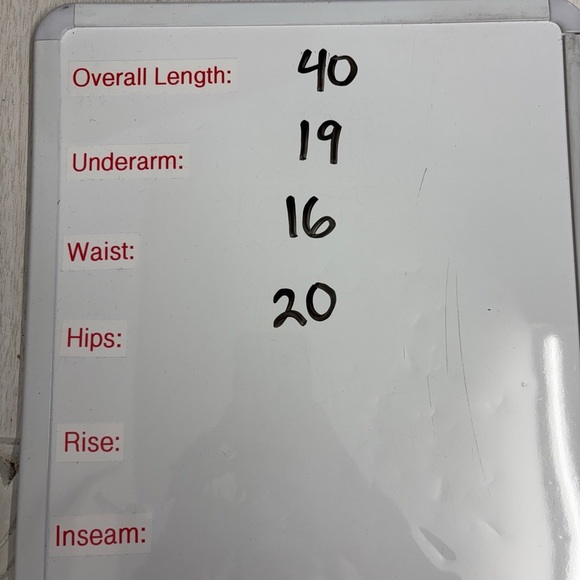 Overall Length: 40
Underarm: 19
Waist: 16
Hips: 20
Rise:
Inseam: